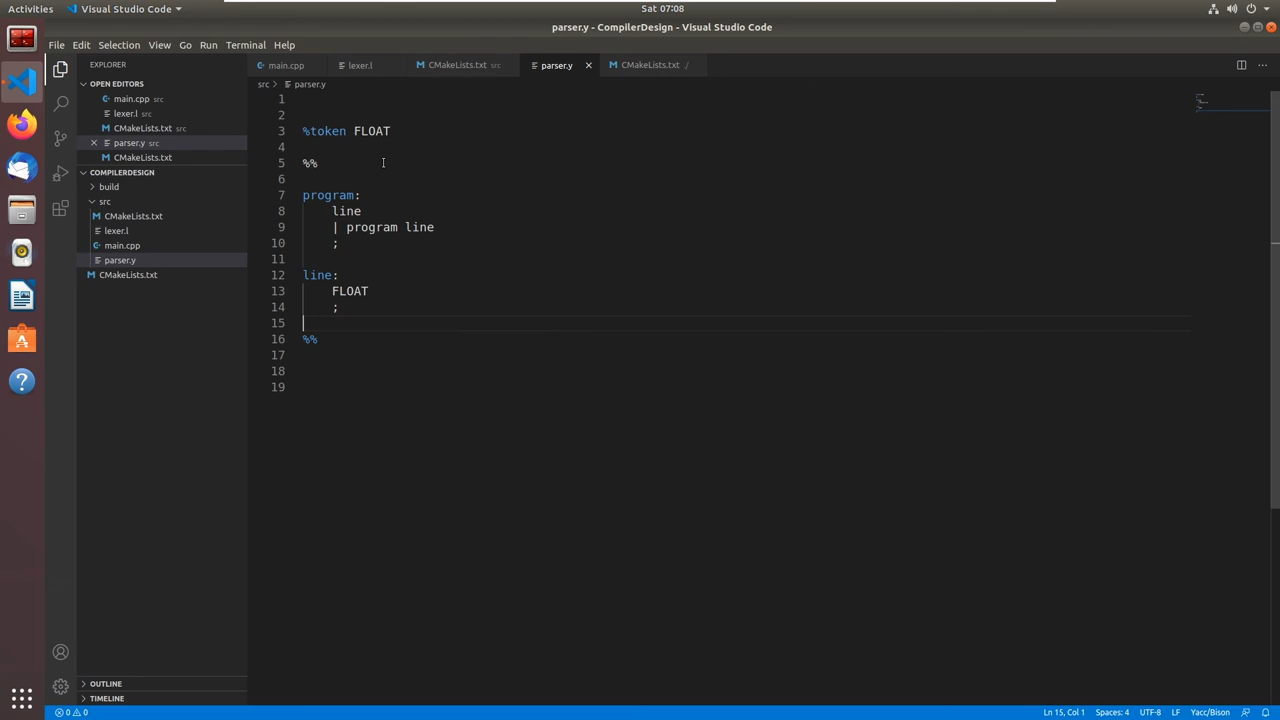 Activities
Visual Studio Code
Sat 07:08
parser.y - CompilerDesign - Visual Studio Code
File Edit Selection View Go Run Terminal Help
EXPLORER
main.cpp
lexer.l
CMakeLists.txt src
parser.y
CMakeLists.txt /
OPEN EDITORS
main.cpp src
lexer.l src
CMakeLists.txt src
parser.y src
CMakeLists.txt
COMPILERDESIGN
build
src
CMakeLists.txt
lexer.l
main.cpp
parser.y
CMakeLists.txt
OUTLINE
TIMELINE
src > parser.y
1
2
3 %token FLOAT
4
5 %%
6
7 program:
8 line
9 | program line
10 ;
11
12 line:
13 FLOAT
14 ;
15
16 %%
17
18
19
0 0
Ln 15, Col 1 Spaces: 4 UTF-8 LF Yacc/Bison